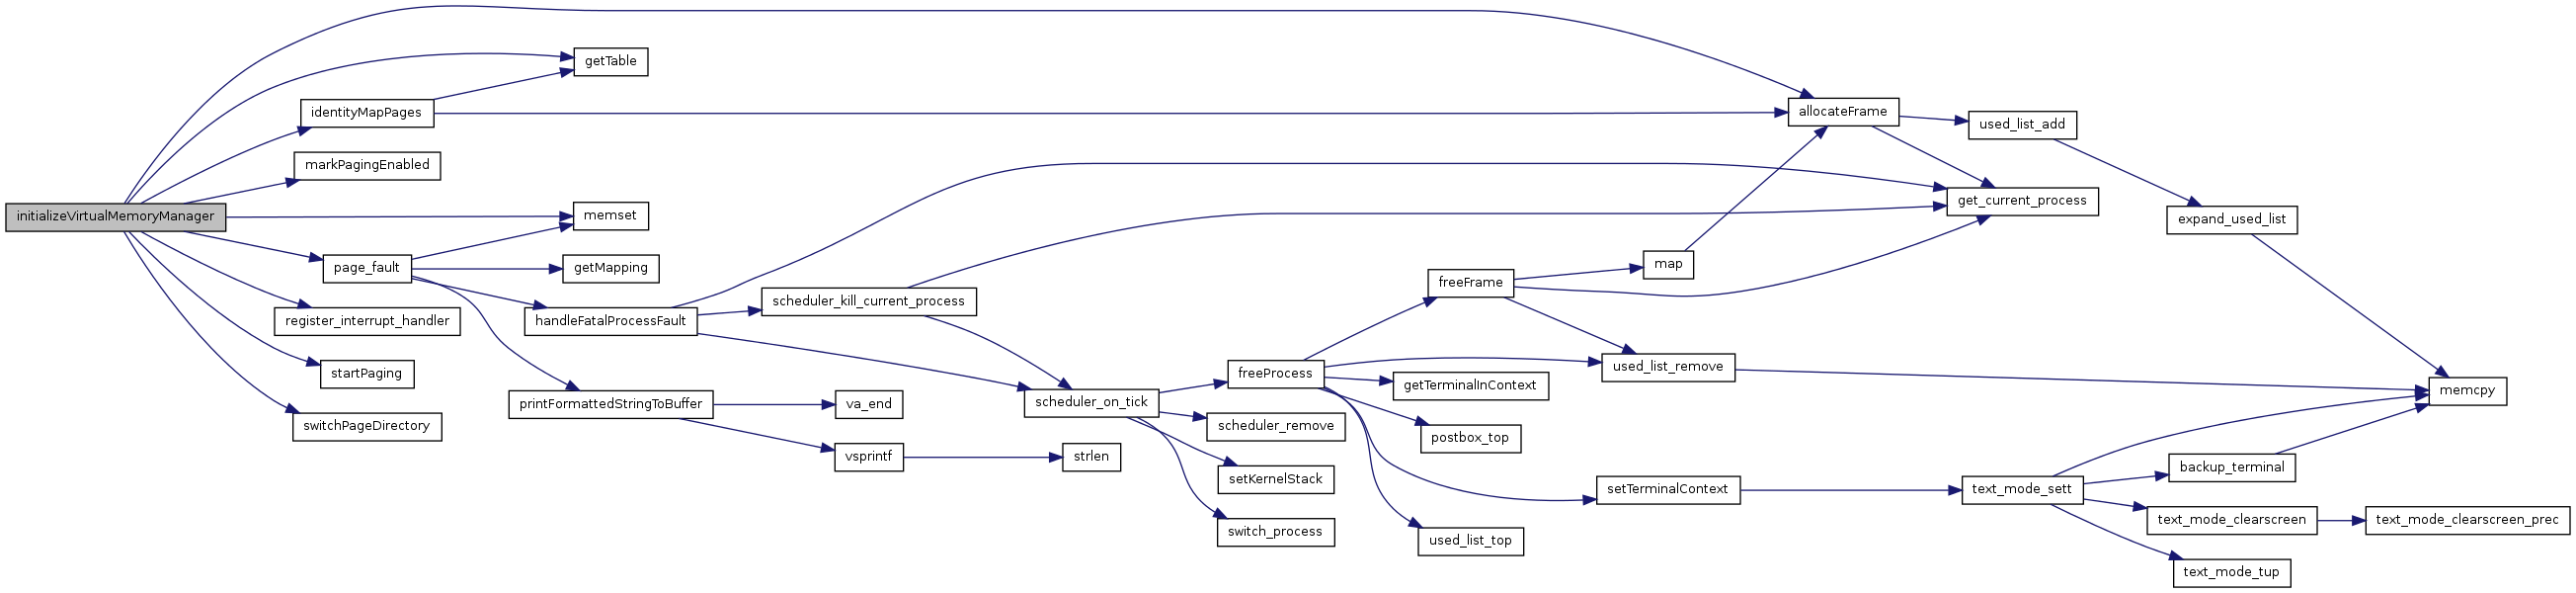 initializeVirtualMemoryManager
getTable
identityMapPages
markPagingEnabled
memset
page_fault
getMapping
register_interrupt_handler
handleFatalProcessFault
startPaging
printFormattedStringToBuffer
switchPageDirectory
scheduler_kill_current_process
va_end
vsprintf
strlen
scheduler_on_tick
freeProcess
scheduler_remove
setKernelStack
switch_process
freeFrame
getTerminalInContext
postbox_top
used_list_top
map
used_list_remove
setTerminalContext
allocateFrame
used_list_add
get_current_process
expand_used_list
memcpy
text_mode_sett
backup_terminal
text_mode_clearscreen
text_mode_tup
text_mode_clearscreen_prec